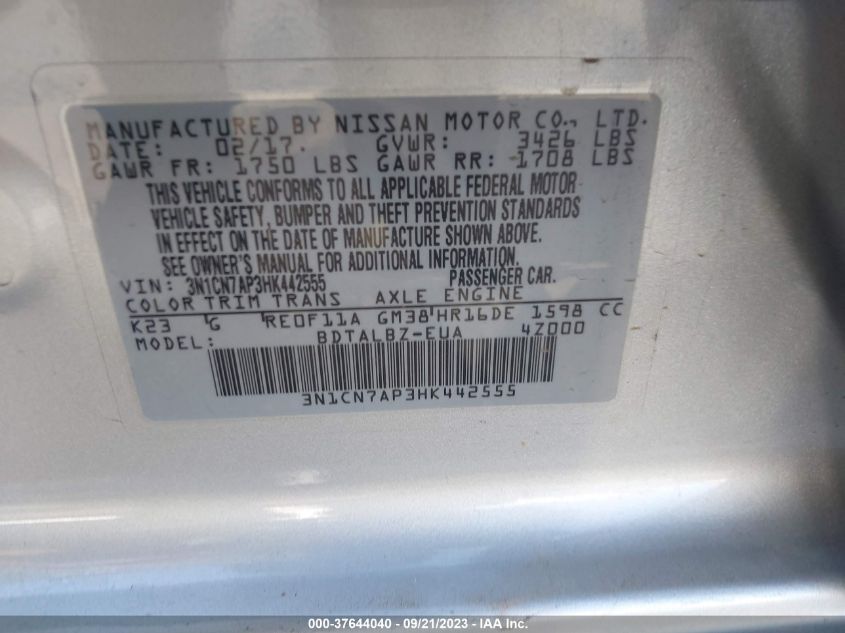 MANUFACTURED BY NISSAN MOTOR CO., LTD.
DATE: 02/17. GVWR: 3426 LBS
GAWR FR: 1750 LBS GAWR RR: 1708 LBS
THIS VEHICLE CONFORMS TO ALL APPLICABLE FEDERAL MOTOR
VEHICLE SAFETY, BUMPER AND THEFT PREVENTION STANDARDS
IN EFFECT ON THE DATE OF MANUFACTURE SHOWN ABOVE.
SEE OWNER'S MANUAL FOR ADDITIONAL INFORMATION.
VIN: 3N1CN7AP3HK442555 PASSENGER CAR.
COLOR TRIM TRANS AXLE ENGINE
K23 G RE0F11A GM38 HR16DE 1598 CC
MODEL: BDTALBZ-EUA 4Z000
3N1CN7AP3HK442555
000-37644040 - 09/21/2023 - IAA Inc.